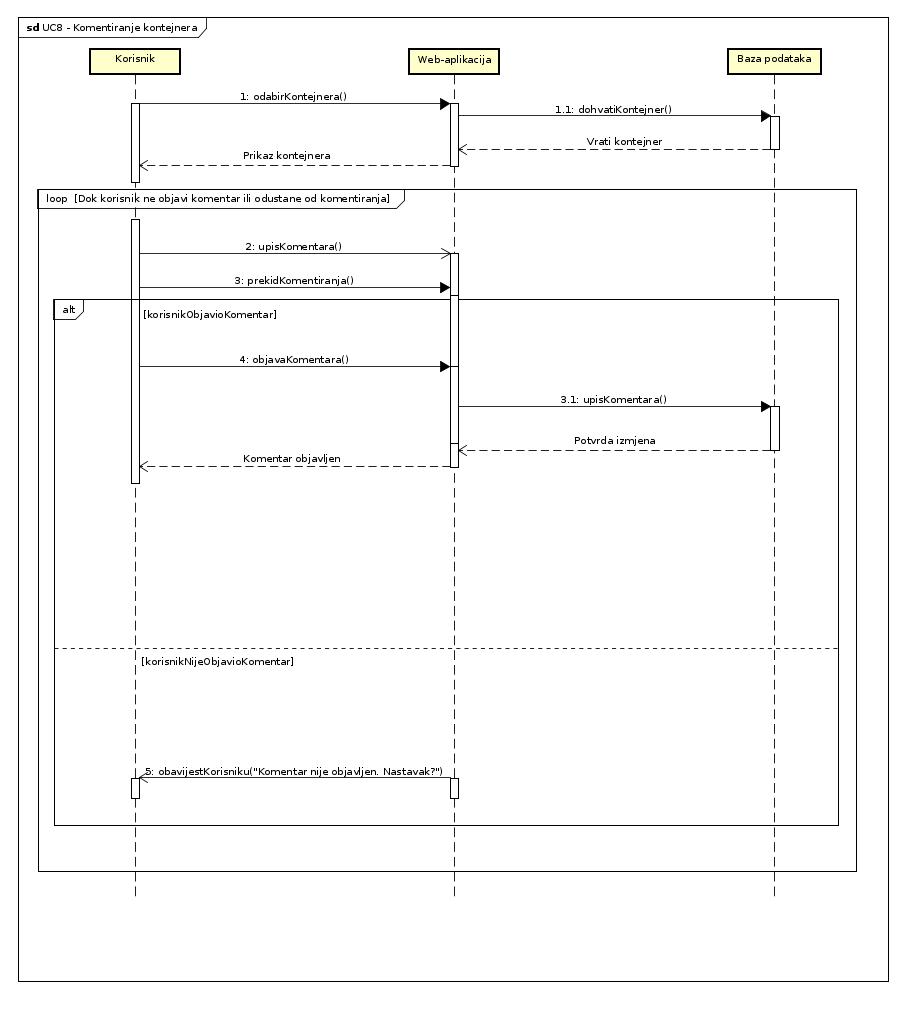 sd UC8 - Komentiranje kontejnera
Korisnik
Web-aplikacija
Baza podataka
1: odabirKontejnera()
1.1: dohvatiKontejner()
Vrati kontejner
Prikaz kontejnera
loop [Dok korisnik ne objavi komentar ili odustane od komentiranja]
2: upisKomentara()
3: prekidKomentiranja()
alt
[korisnikObjavioKomentar]
4: objavaKomentara()
3.1: upisKomentara()
Potvrda izmjena
Komentar objavljen
[korisnikNijeObjavioKomentar]
5: obavijestKorisniku("Komentar nije objavljen. Nastavak?")